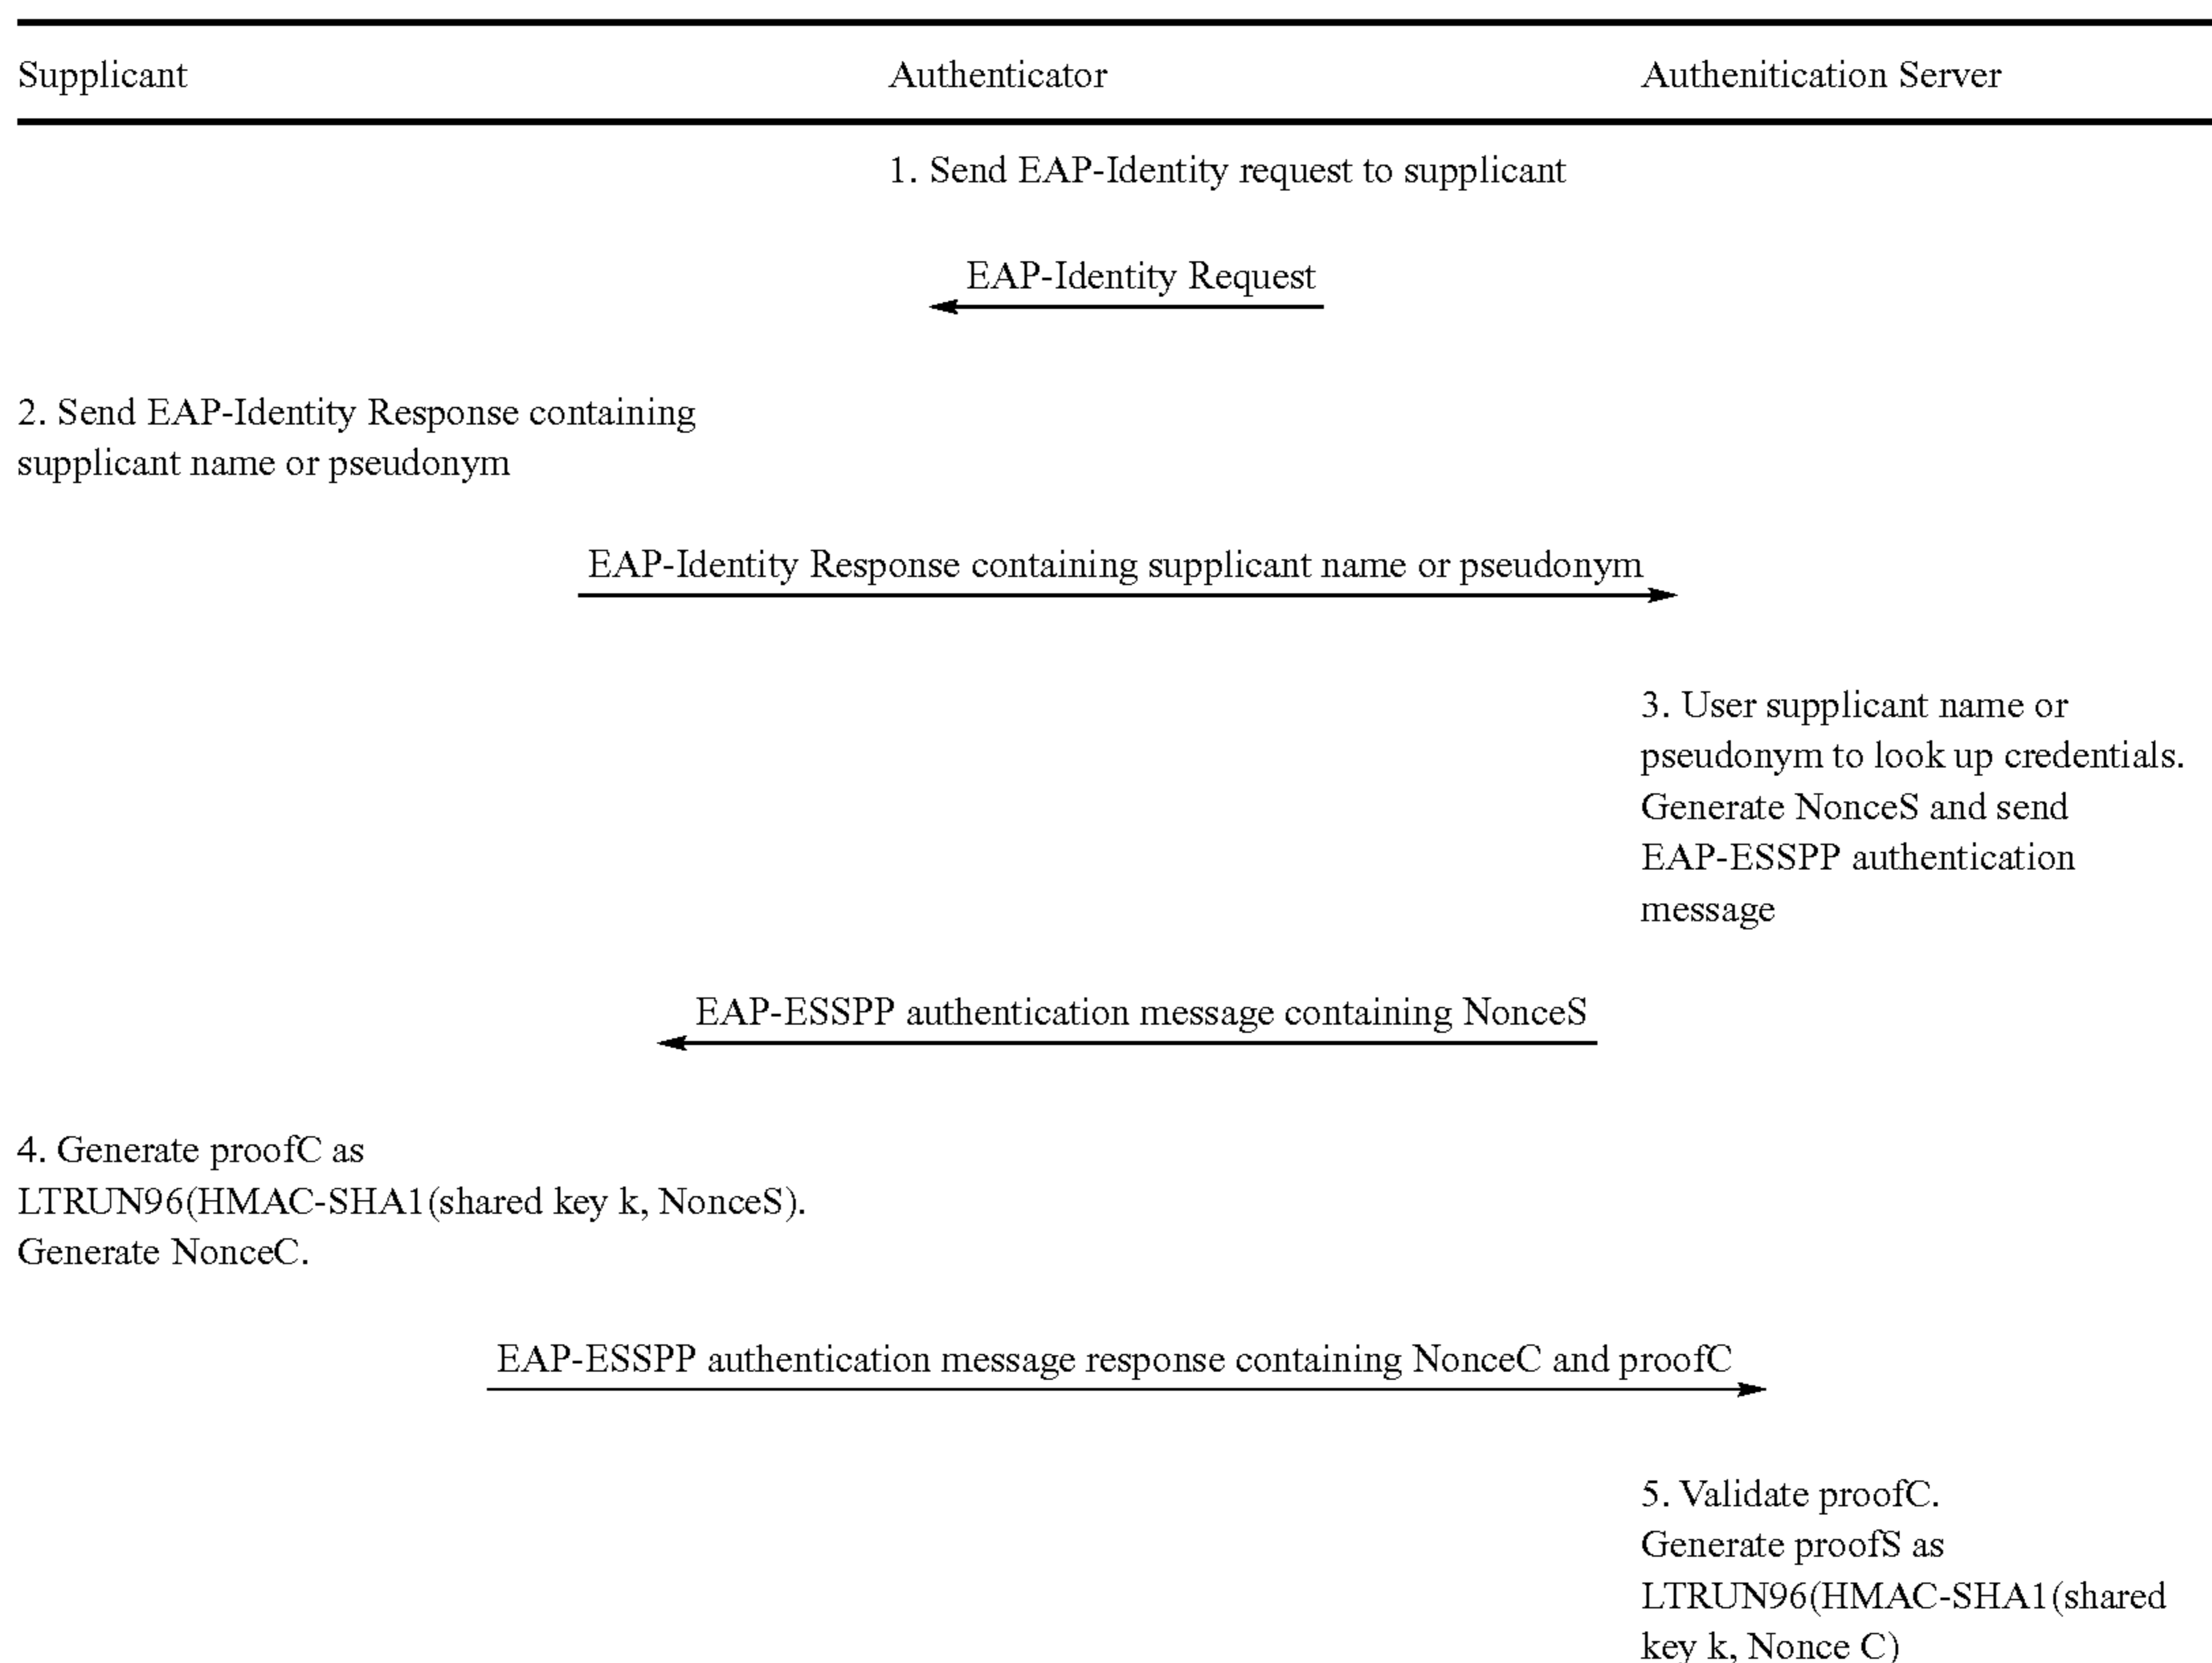 Supplicant
Authenticator
Authenitication Server
1. Send EAP-Identity request to supplicant
EAP-Identity Request
2. Send EAP-Identity Response containing
supplicant name or pseudonym
EAP-Identity Response containing supplicant name or pseudonym
3. User supplicant name or
pseudonym to look up credentials.
Generate NonceS and send
EAP-ESSPP authentication
message
EAP-ESSPP authentication message containing NonceS
4. Generate proofC as
LTRUN96(HMAC-SHA1(shared key k, NonceS).
Generate NonceC.
EAP-ESSPP authentication message response containing NonceC and proofC
5. Validate proofC.
Generate proofS as
LTRUN96(HMAC-SHA1(shared
key k, Nonce C)